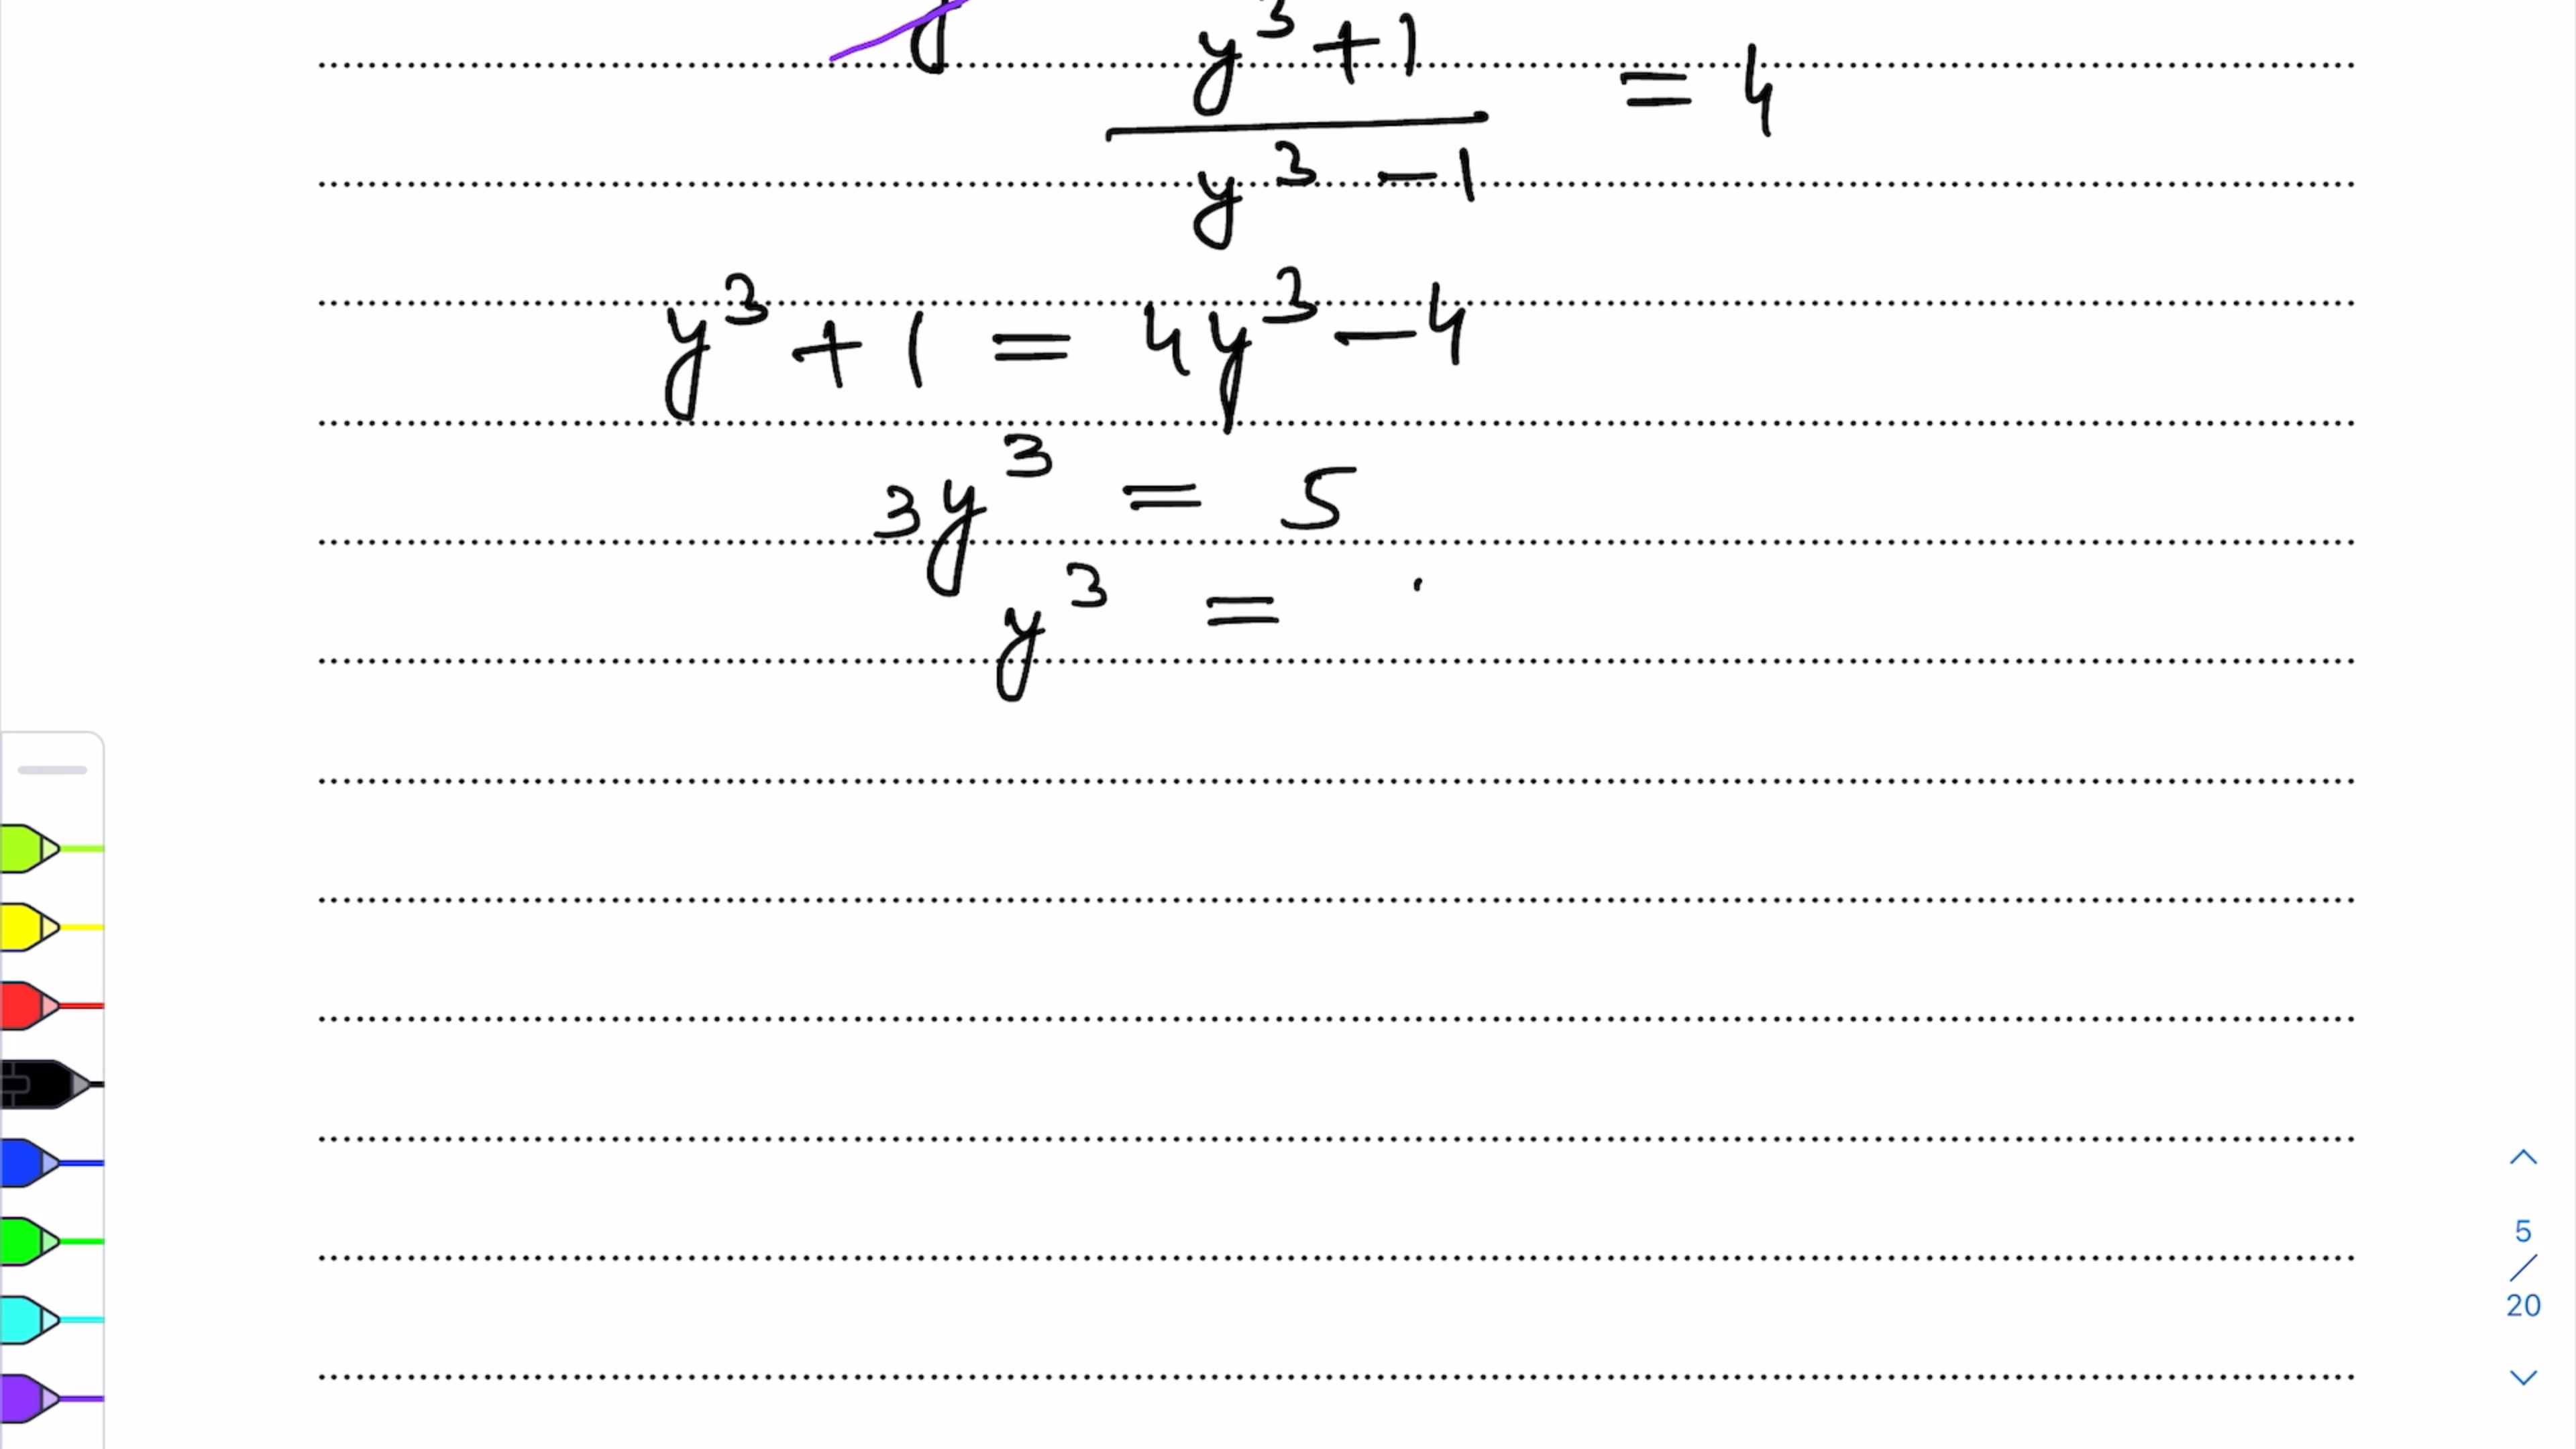 y
y³ + 1
y³ - 1
= 4
y³ + 1 = 4y³ - 4
3y³ = 5
y³ =
5
/
20